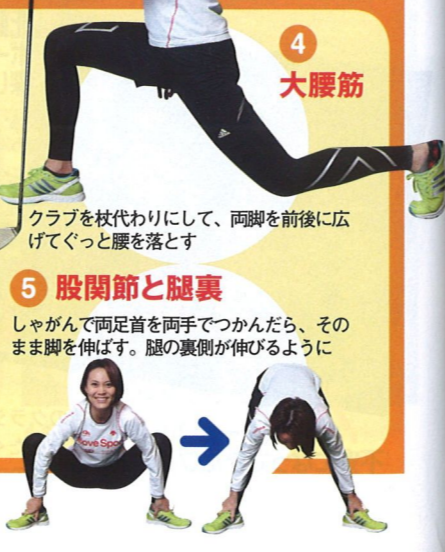 4
大腰筋
adidas
クラブを杖代わりにして、両脚を前後に広
げてぐっと腰を落とす
5 股関節と腿裏
しゃがんで両足首を両手でつかんだら、その
まま脚を伸ばす。腿の裏側が伸びるように
ove Spo